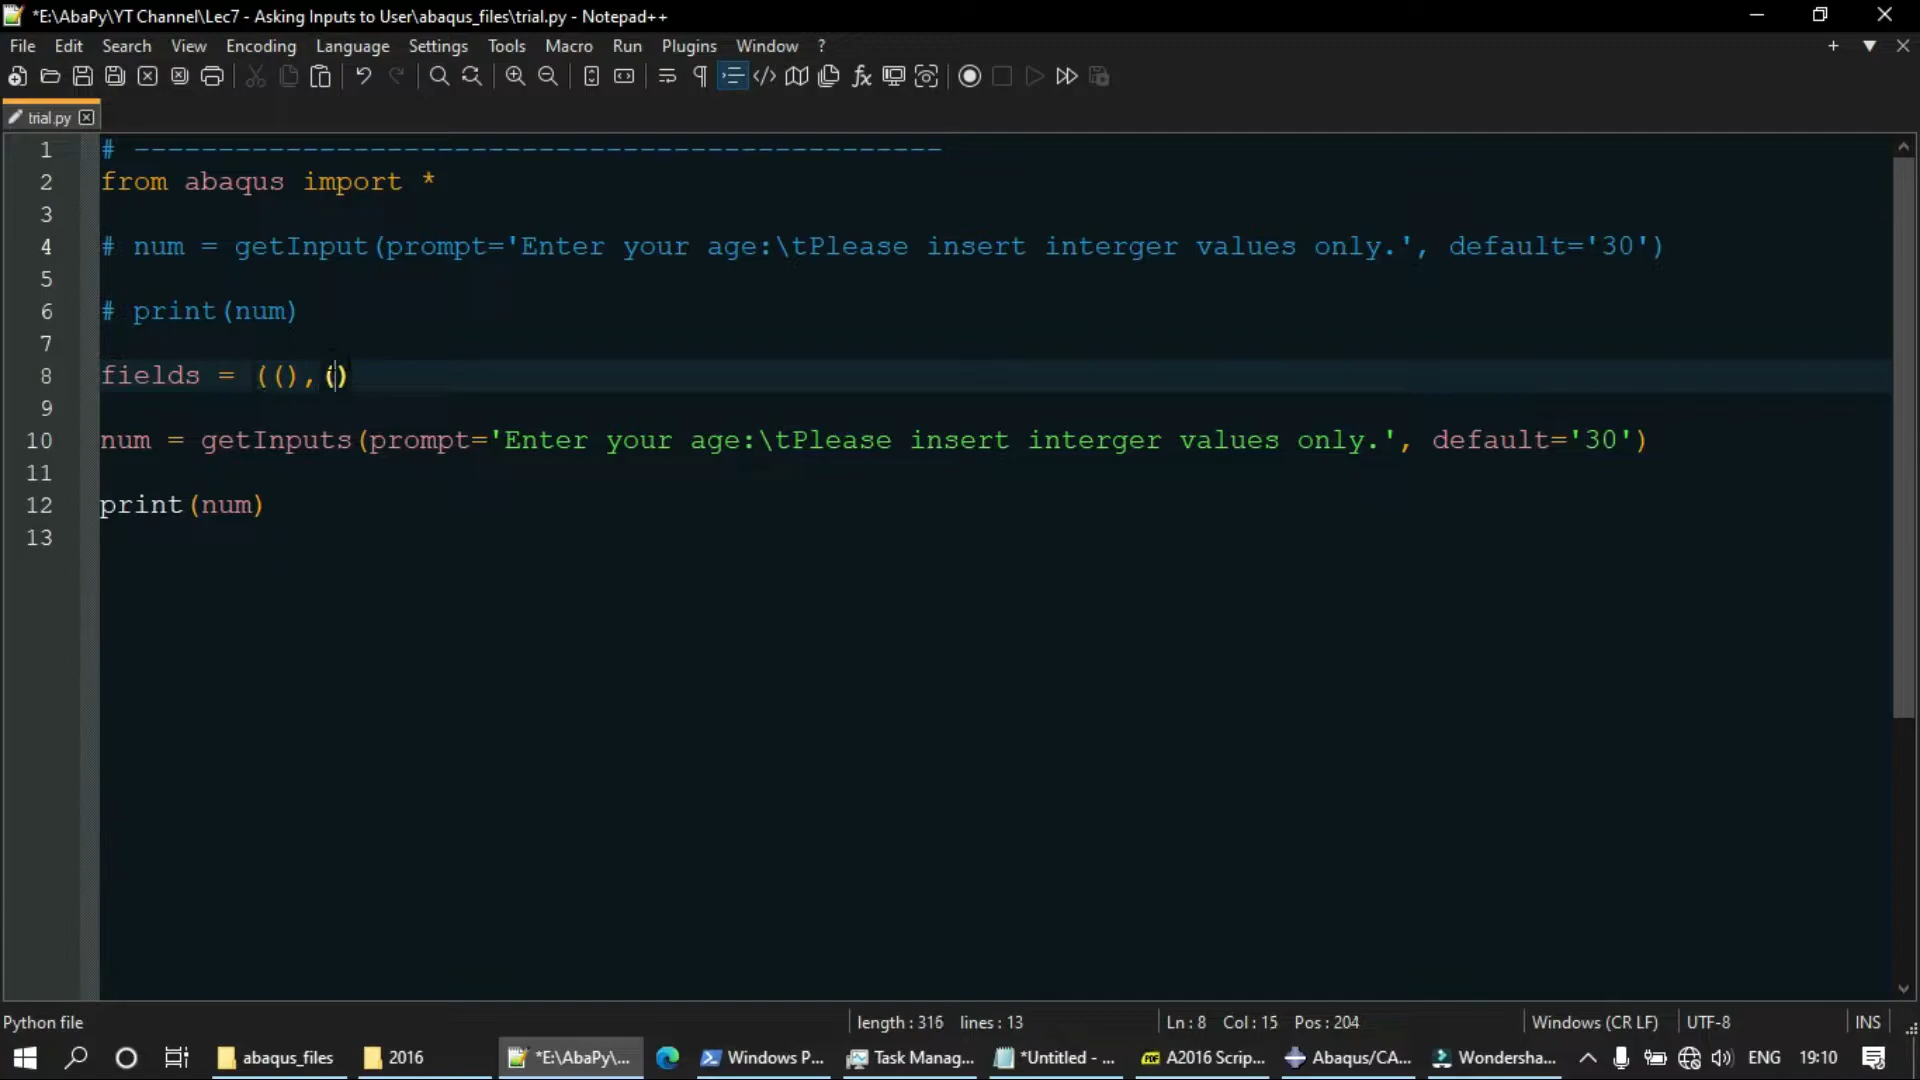 *E:\AbaPy\YT Channel\Lec7 - Asking Inputs to User\abaqus_files\trial.py - Notepad++
File Edit Search View Encoding Language Settings Tools Macro Run Plugins Window ?
trial.py
1 # ------------------------------------------------
2 from abaqus import *
3
4 # num = getInput(prompt='Enter your age:\tPlease insert interger values only.', default='30')
5
6 # print(num)
7
8 fields = ((),()
9
10 num = getInputs(prompt='Enter your age:\tPlease insert interger values only.', default='30')
11
12 print(num)
13
Python file length : 316 lines : 13 Ln : 8 Col : 15 Pos : 204 Windows (CR LF) UTF-8 INS
abaqus_files 2016 *E:\AbaPy\... Windows P... Task Manag... *Untitled - ... A2016 Scrip... Abaqus/CA... Wondersha... ENG 19:10